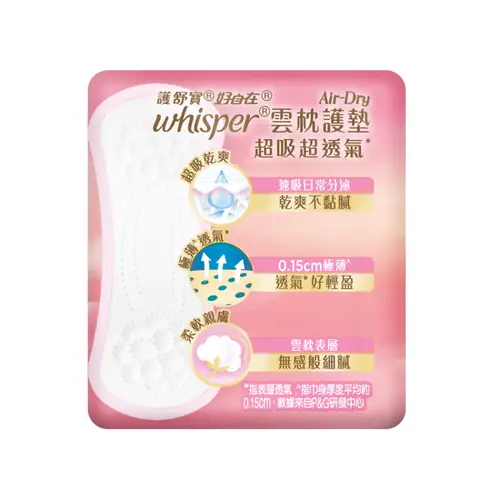 護舒寶®好自在®
Air-Dry
whisper®雲枕護墊
超吸超透氣*
超吸乾爽
速吸日常分泌
乾爽不黏膩
極薄^透氣*
0.15cm極薄^
透氣*好輕盈
柔軟親膚
雲枕表層
無感般細膩
*指表層透氣 ^指巾身厚度平均約
0.15cm,數據來自P&G研發中心